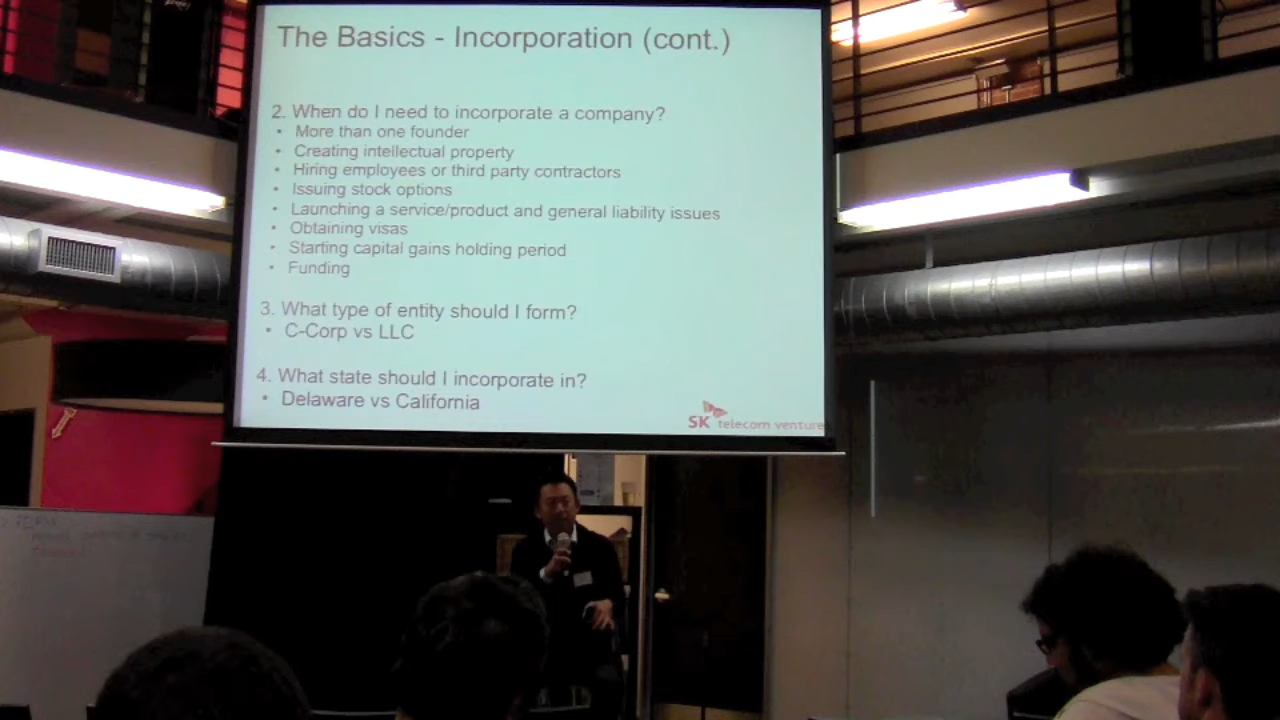 The Basics - Incorporation (cont.)
2. When do I need to incorporate a company?
• More than one founder
• Creating intellectual property
• Hiring employees or third party contractors
• Issuing stock options
• Launching a service/product and general liability issues
• Obtaining visas
• Starting capital gains holding period
• Funding
3. What type of entity should I form?
• C-Corp vs LLC
4. What state should I incorporate in?
• Delaware vs California
SK telecom venture